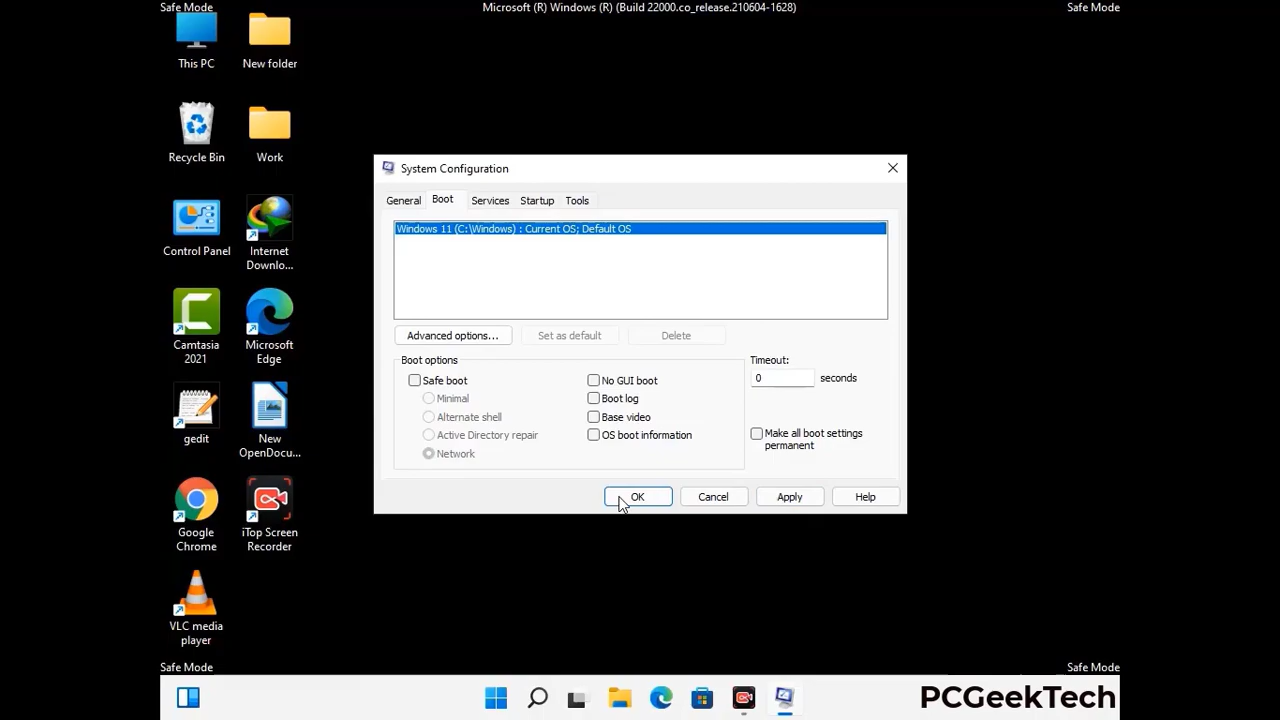 Safe Mode
Microsoft (R) Windows (R) (Build 22000.co_release.210604-1628)
Safe Mode
This PC
New folder
Recycle Bin
Work
Control Panel
Internet
Downlo...
Camtasia
2021
Microsoft
Edge
gedit
New
OpenDocu...
Google
Chrome
iTop Screen
Recorder
VLC media
player
System Configuration
General
Boot
Services
Startup
Tools
Windows 11 (C:\Windows) : Current OS; Default OS
Advanced options...
Set as default
Delete
Boot options
Safe boot
Minimal
Alternate shell
Active Directory repair
Network
No GUI boot
Boot log
Base video
OS boot information
Timeout:
0 seconds
Make all boot settings
permanent
OK
Cancel
Apply
Help
Safe Mode
Safe Mode
PCGeekTech